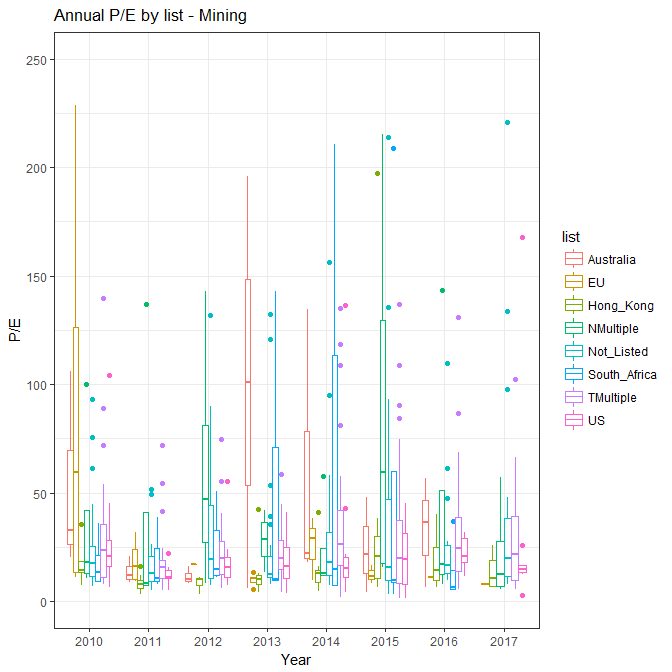 Annual P/E by list - Mining
250
200
150
100
50
0
P/E
2010 2011 2012 2013 2014 2015 2016 2017
Year
list
Australia
EU
Hong_Kong
NMultiple
Not_Listed
South_Africa
TMultiple
US